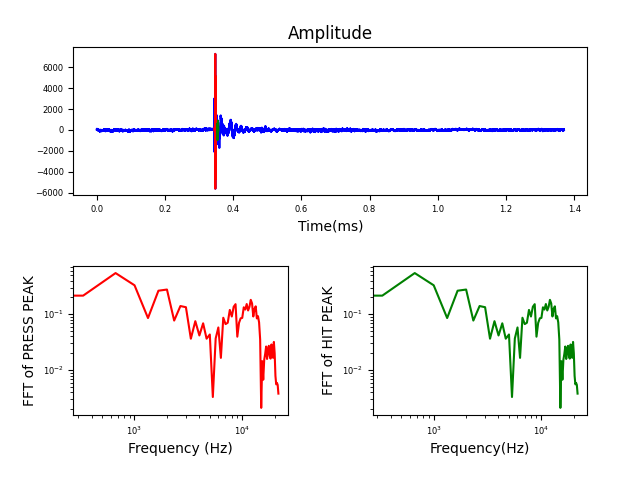 Amplitude
6000
4000
2000
0
−2000
−4000
−6000
0.0 0.2 0.4 0.6 0.8 1.0 1.2 1.4
Time(ms)
FFT of PRESS PEAK
10⁻¹
10⁻²
10³ 10⁴
Frequency (Hz)
FFT of HIT PEAK
10⁻¹
10⁻²
10³ 10⁴
Frequency(Hz)